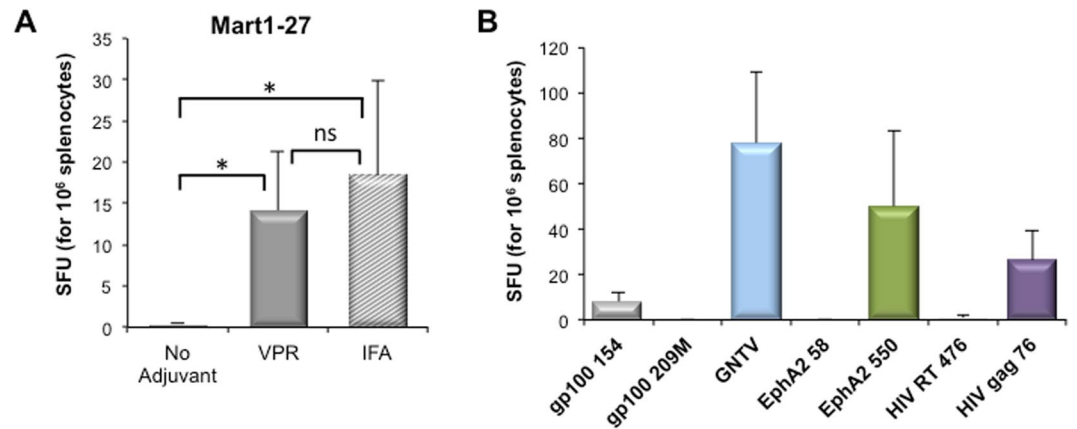 A
Mart1-27
SFU (for 10⁶ splenocytes)
35
30
25
20
15
10
5
0
*
*
ns
No
Adjuvant
VPR
IFA
B
SFU (for 10⁶ splenocytes)
120
100
80
60
40
20
0
gp100 154
gp100 209M
GNTV
EphA2 58
EphA2 550
HIV RT 476
HIV gag 76